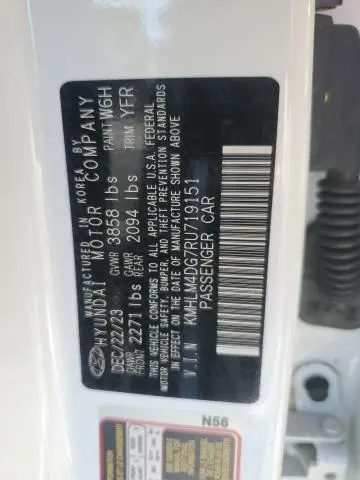 MANUFACTURED IN KOREA BY
HYUNDAI MOTOR COMPANY
DEC/22/23 GVWR 3858 lbs PAINT W6H
GAWR FRONT 2271 lbs GAWR REAR 2094 lbs TRIM YFR
THIS VEHICLE CONFORMS TO ALL APPLICABLE U.S.A. FEDERAL
MOTOR VEHICLE SAFETY, BUMPER, AND THEFT PREVENTION STANDARDS
IN EFFECT ON THE DATE OF MANUFACTURE SHOWN ABOVE
V.I.N KMHLM4DG7RU719151
PASSENGER CAR
N56